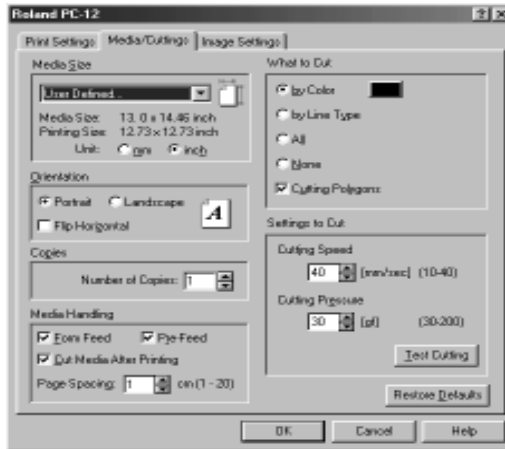 Roland PC-12
Print Settings
Media/Cuttings
Image Settings
Media Size
User Defined...
Media Size: 13.0 x 14.46 inch
Printing Size: 12.73 x 12.73 inch
Unit: mm inch
Orientation
Portrait Landscape
Flip Horizontal
A
Copies
Number of Copies: 1
Media Handling
Form Feed Pre-Feed
Cut Media After Printing
Page Spacing: 1 cm (1 - 20)
What to Cut
by Color
by Line Type
All
None
Cutting Polygons
Settings to Cut
Cutting Speed
40 [mm/sec] (10-40)
Cutting Pressure
30 [gf] (30-200)
Test Cutting
Restore Defaults
OK Cancel Help